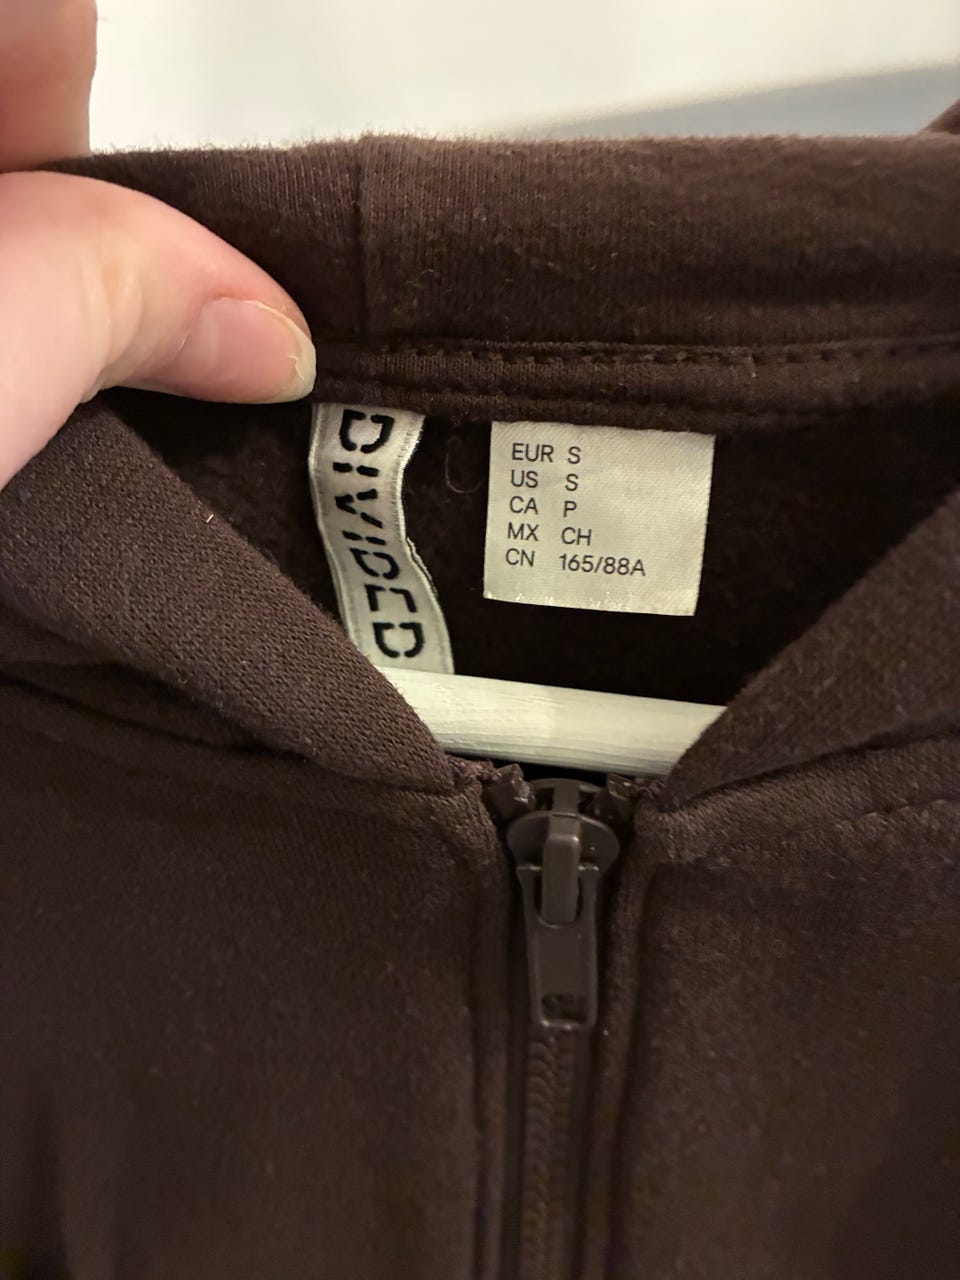 DIVIDED
EUR S
US S
CA P
MX CH
CN 165/88A